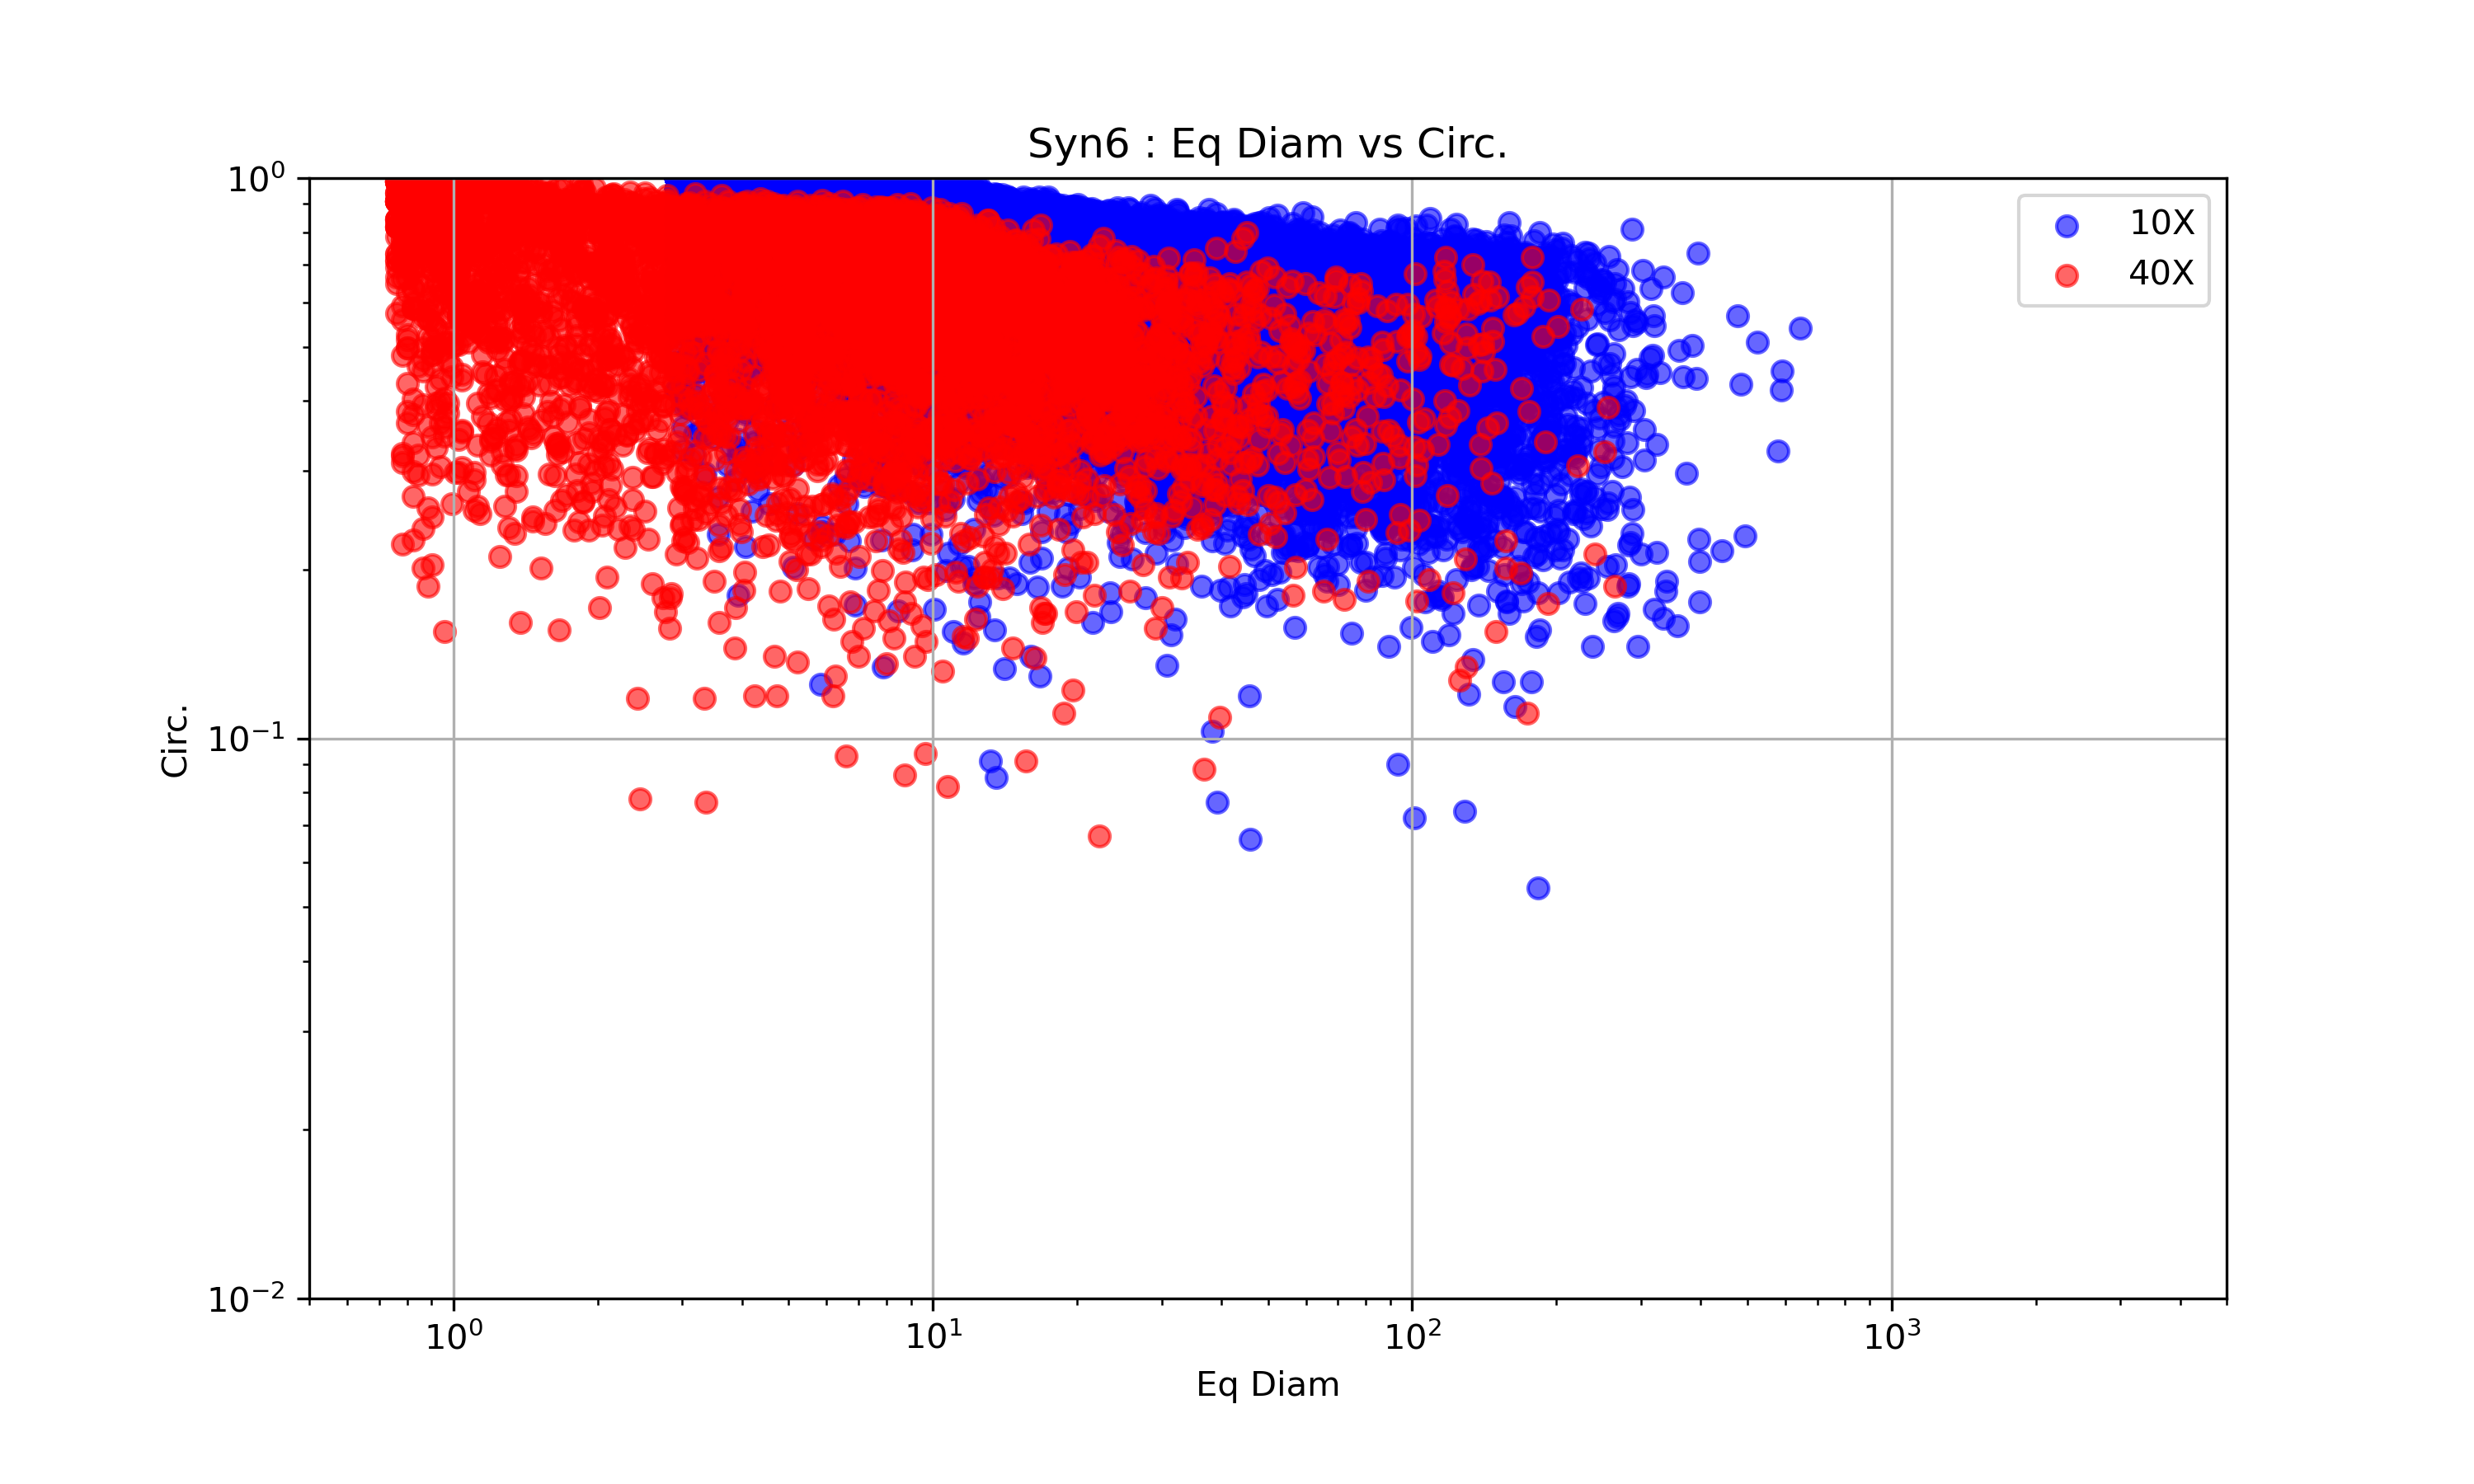 Syn6 : Eq Diam vs Circ.
10⁰
10X
40X
Circ.
10⁻¹
10⁻²
10⁰ 10¹ 10² 10³
Eq Diam